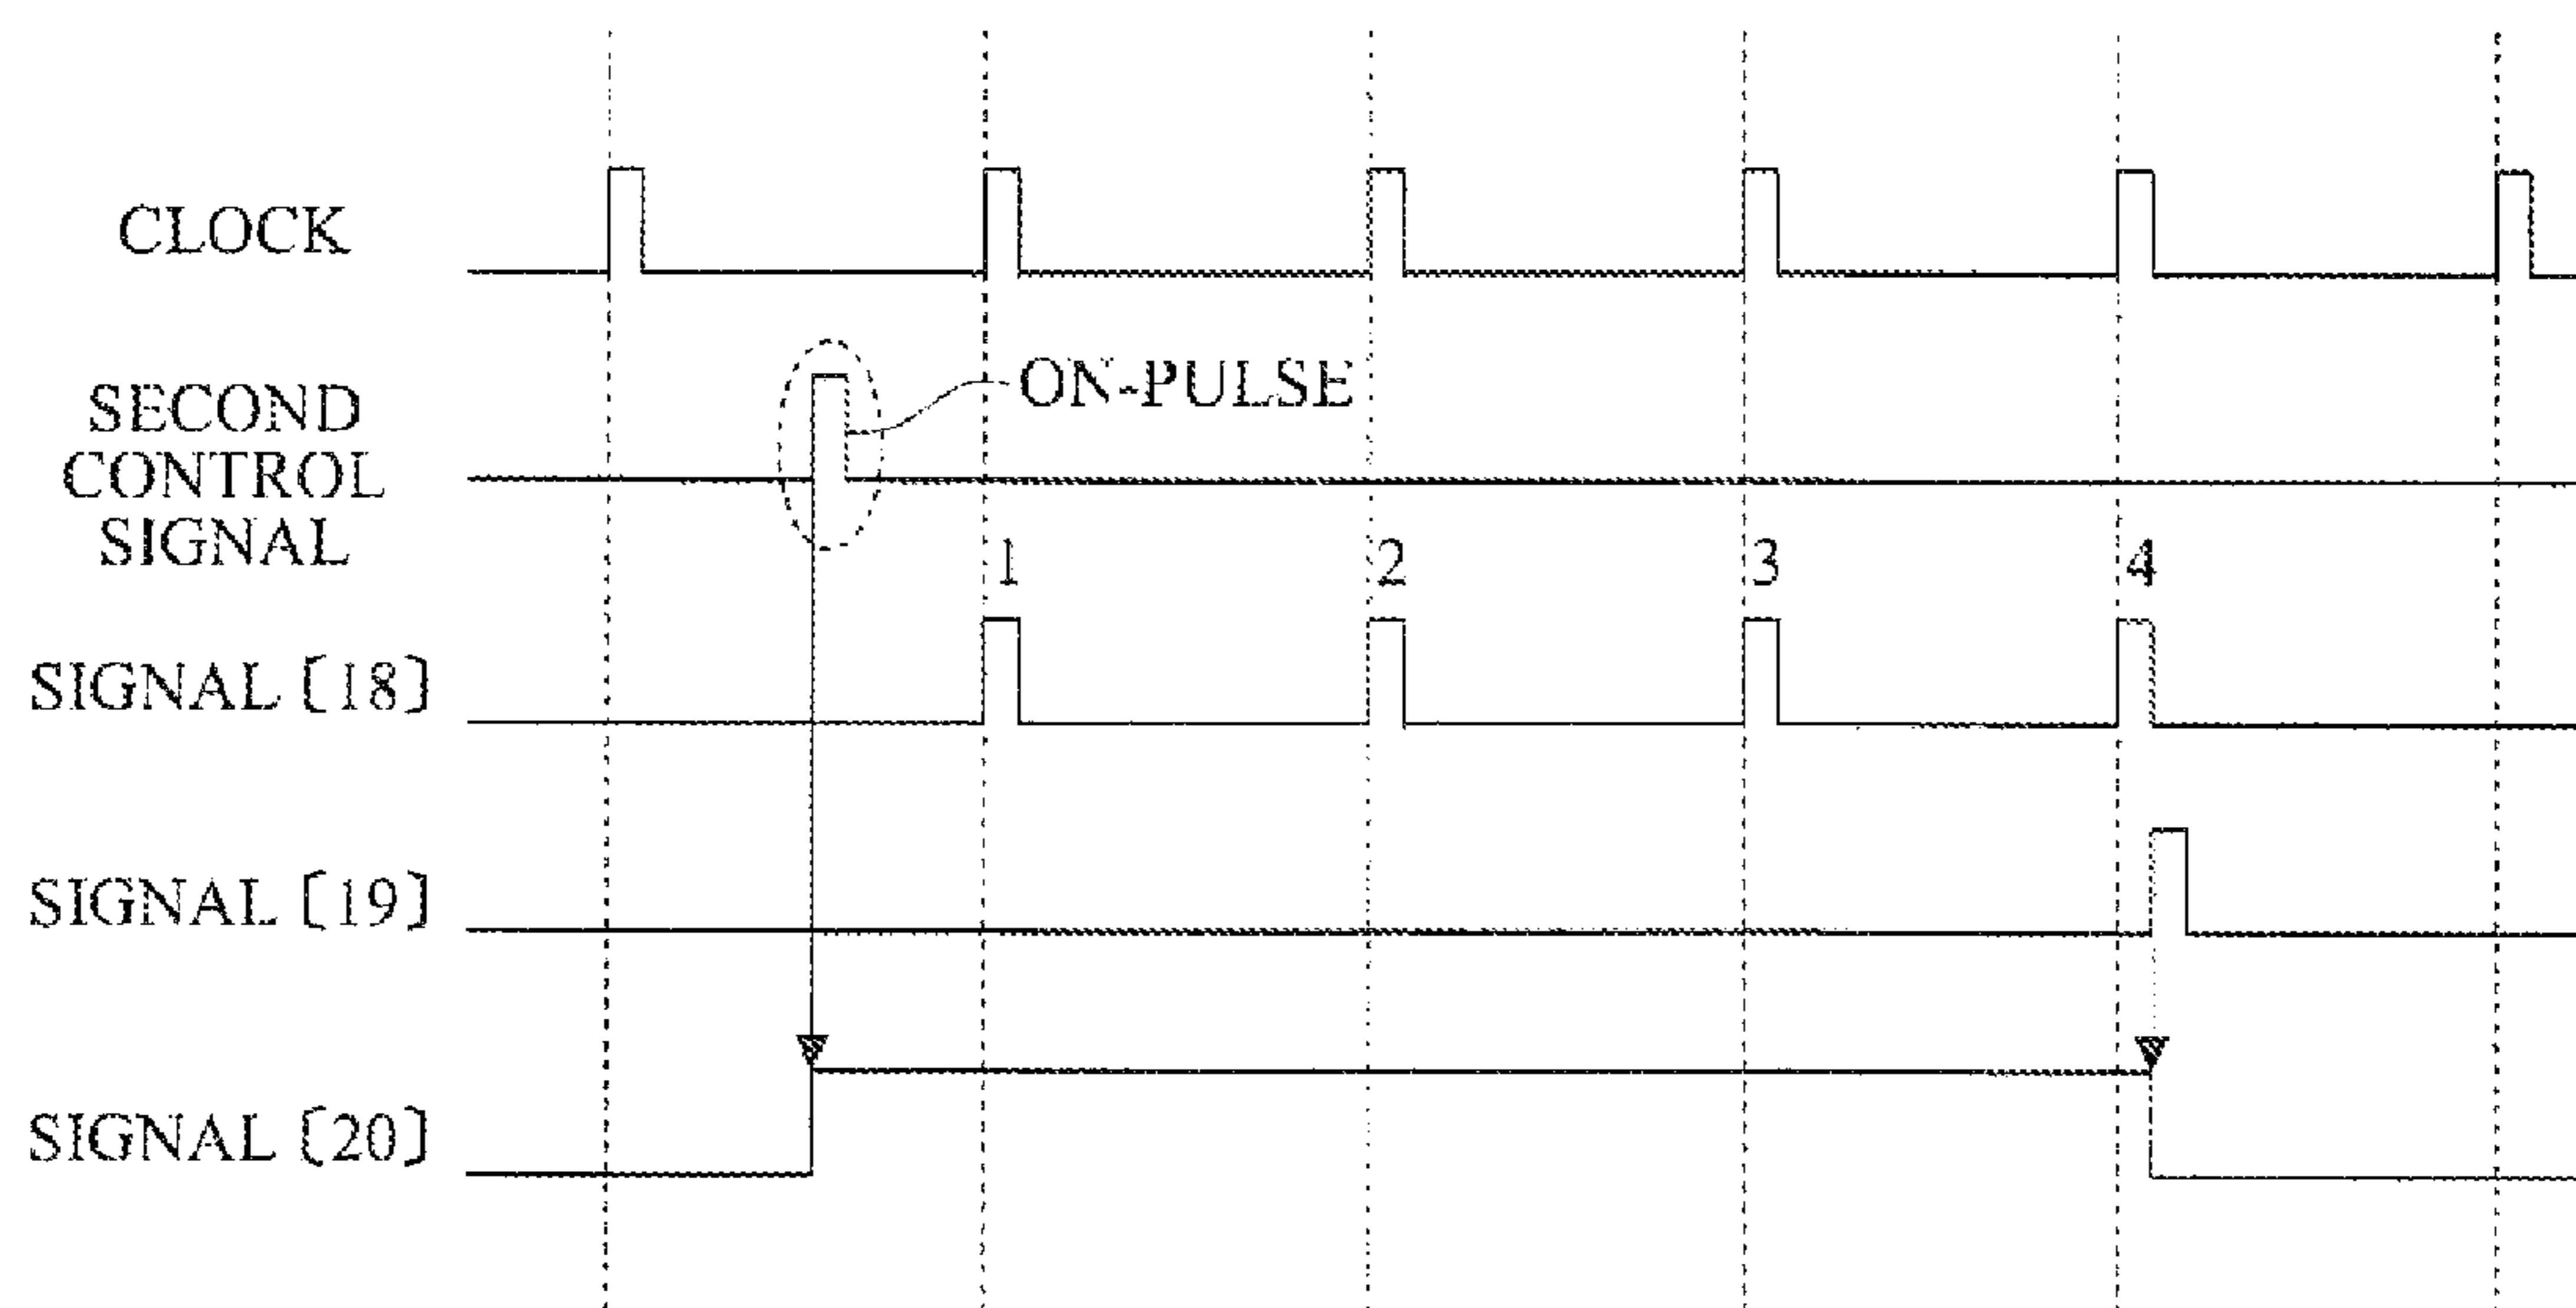 CLOCK
SECOND
CONTROL
SIGNAL
ON-PULSE
1 2 3 4
SIGNAL〔18〕
SIGNAL〔19〕
SIGNAL〔20〕